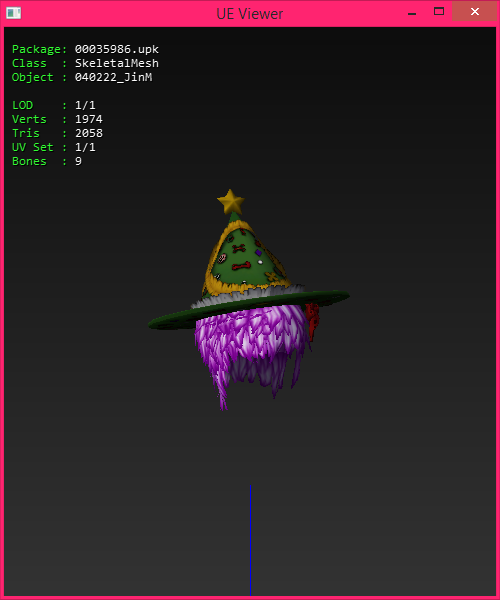 UE Viewer
Package: 00035986.upk
Class : SkeletalMesh
Object : 040222_JinM
LOD : 1/1
Verts : 1974
Tris : 2058
UV Set : 1/1
Bones : 9